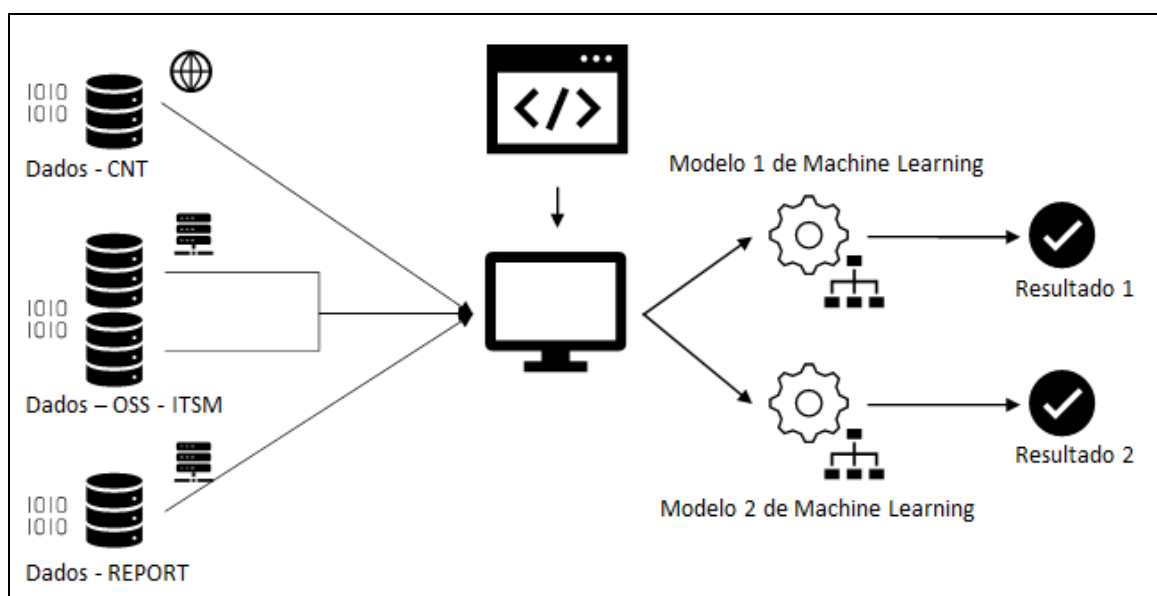 1010
1010
Dados - CNT
</>
Modelo 1 de Machine Learning
Resultado 1
1010
1010
Dados – OSS - ITSM
Resultado 2
Modelo 2 de Machine Learning
1010
1010
Dados - REPORT